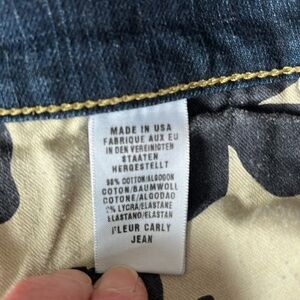 MADE IN USA
FABRIQUE AUX EU
IN DEN VEREINIGTEN
STAATEN
HERGESTELLT
98% COTTON/ALGODON
COTON/BAUMWOLL
COTONE/ALGODAO
2% LYCRA/ELASTANE
ELASTANO/ELASTAN
FLEUR CARLY
JEAN